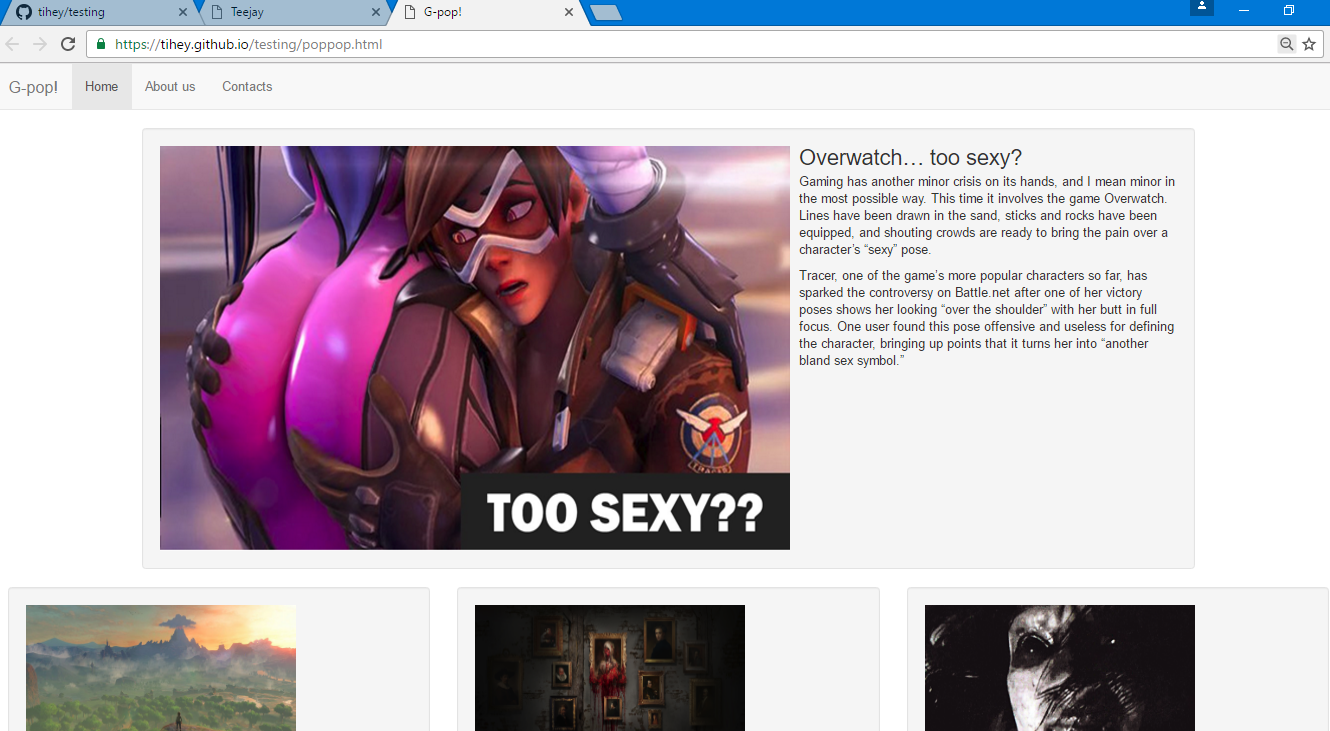 tihey/testing
Teejay
G-pop!
https://tihey.github.io/testing/poppop.html
G-pop! Home About us Contacts
Overwatch… too sexy?
Gaming has another minor crisis on its hands, and I mean minor in
the most possible way. This time it involves the game Overwatch.
Lines have been drawn in the sand, sticks and rocks have been
equipped, and shouting crowds are ready to bring the pain over a
character’s “sexy” pose.
Tracer, one of the game’s more popular characters so far, has
sparked the controversy on Battle.net after one of her victory
poses shows her looking “over the shoulder” with her butt in full
focus. One user found this pose offensive and useless for defining
the character, bringing up points that it turns her into “another
bland sex symbol.”
TOO SEXY??